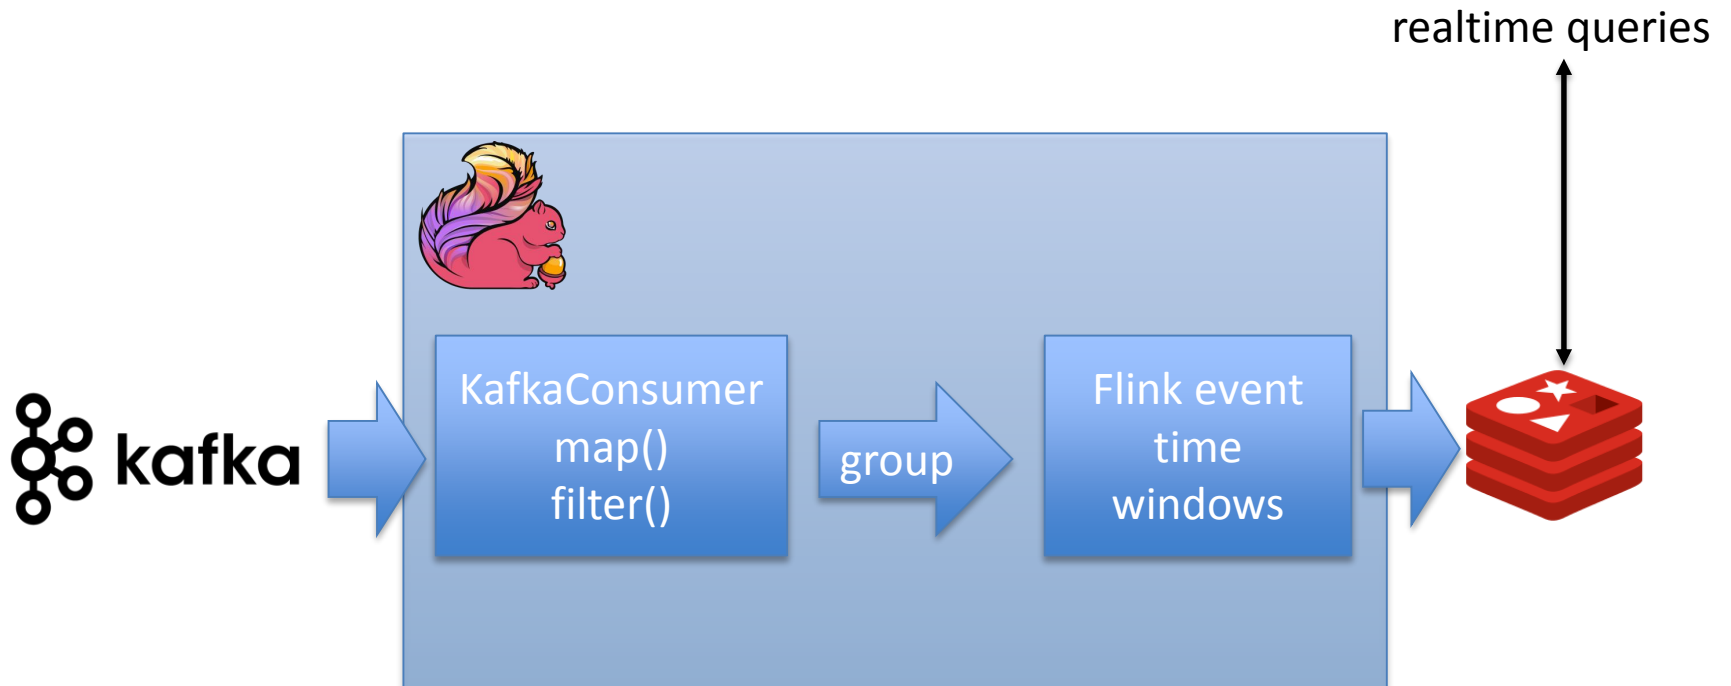 realtime queries
kafka
KafkaConsumer
map()
filter()
group
Flink event
time
windows